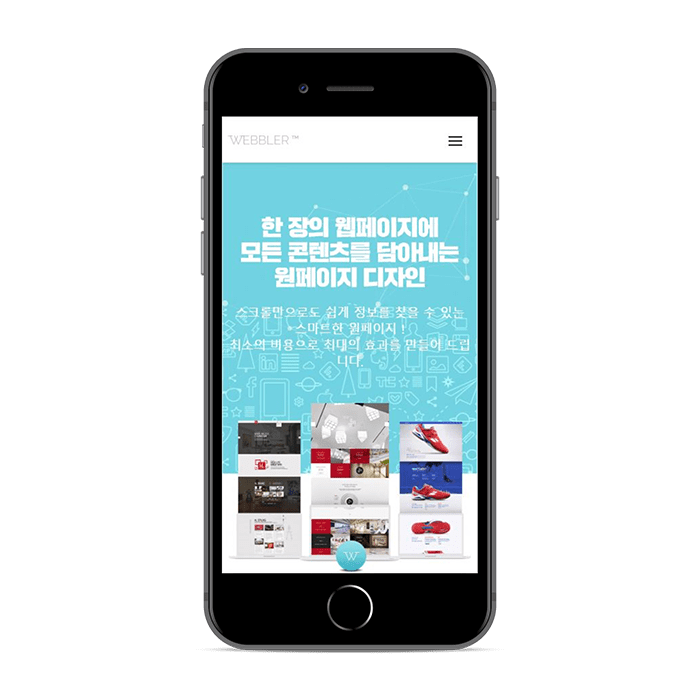 WEBBLER™
한 장의 웹페이지에
모든 콘텐츠를 담아내는
원페이지 디자인
스크롤만으로도 쉽게 정보를 찾을 수 있는
스마트한 원페이지 !
최소의 비용으로 최대의 효과를 만들어 드립
니다.
W